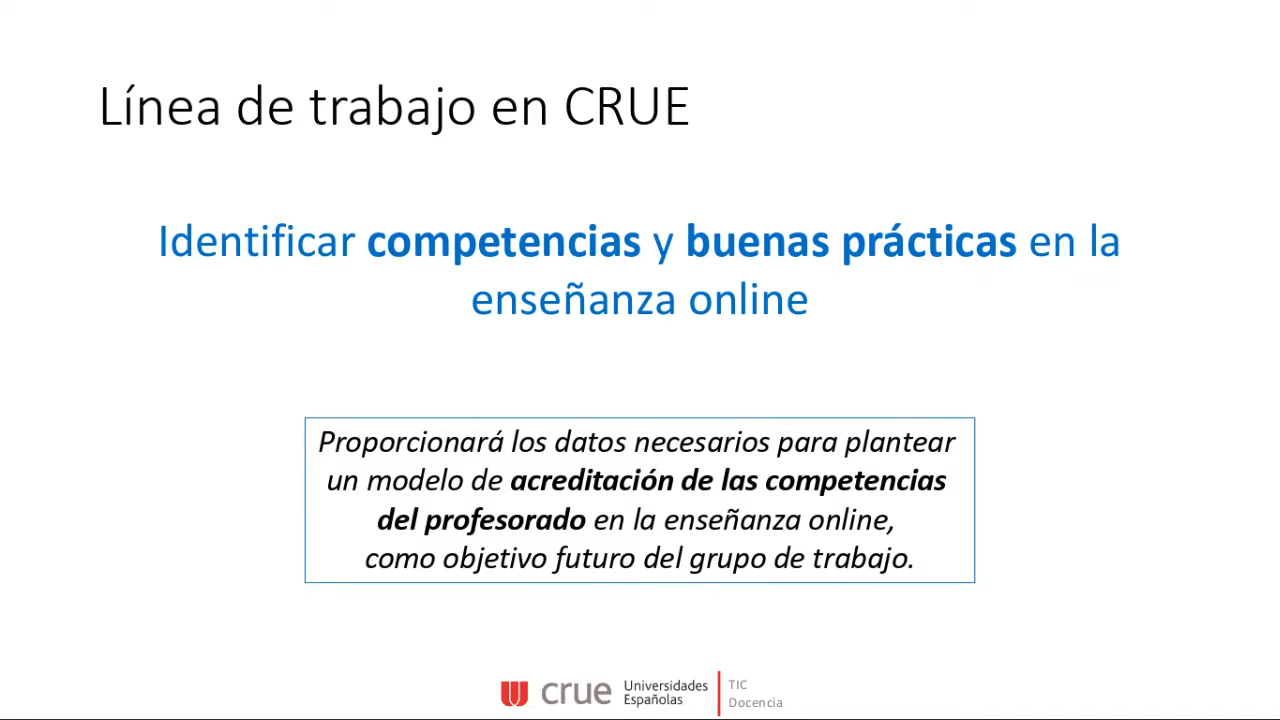 Línea de trabajo en CRUE
Identificar competencias y buenas prácticas en la
enseñanza online
Proporcionará los datos necesarios para plantear
un modelo de acreditación de las competencias
del profesorado en la enseñanza online,
como objetivo futuro del grupo de trabajo.
crue Universidades
Españolas
TIC
Docencia